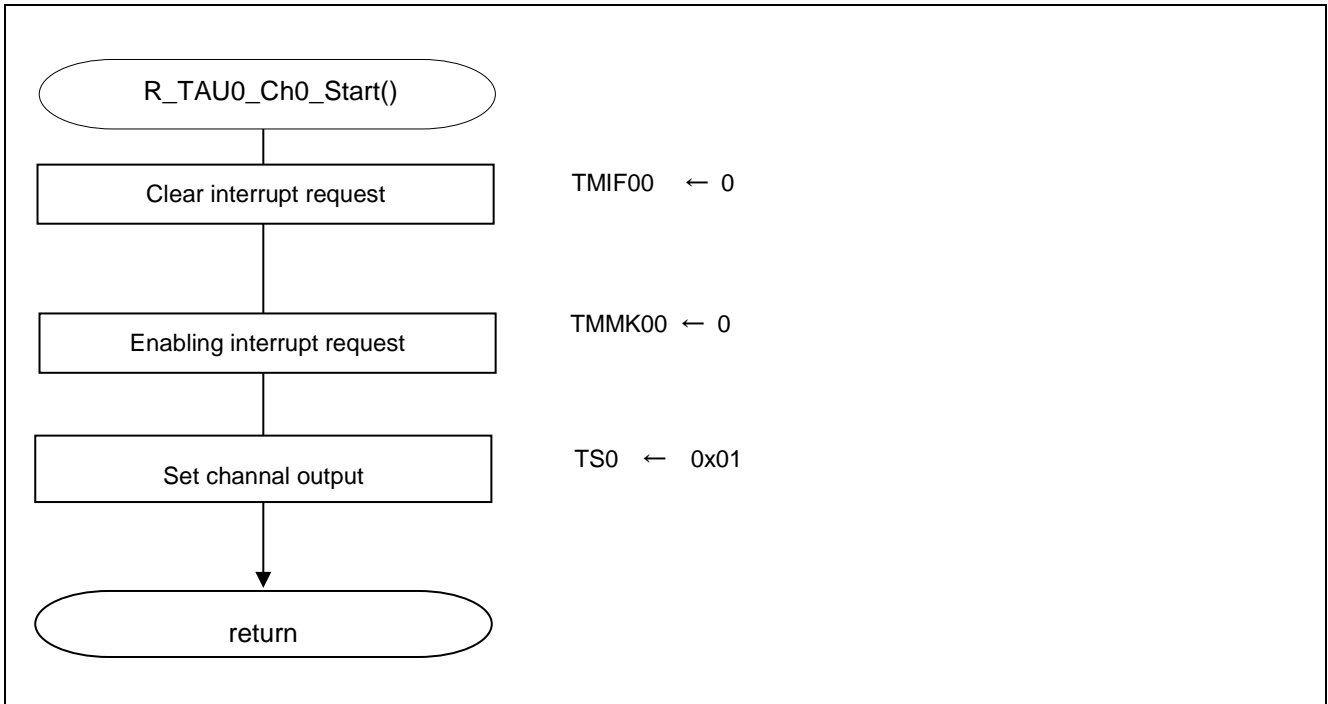 R_TAU0_Ch0_Start()
Clear interrupt request TMIF00 ← 0
Enabling interrupt request TMMK00 ← 0
Set channal output TS0 ← 0x01
return